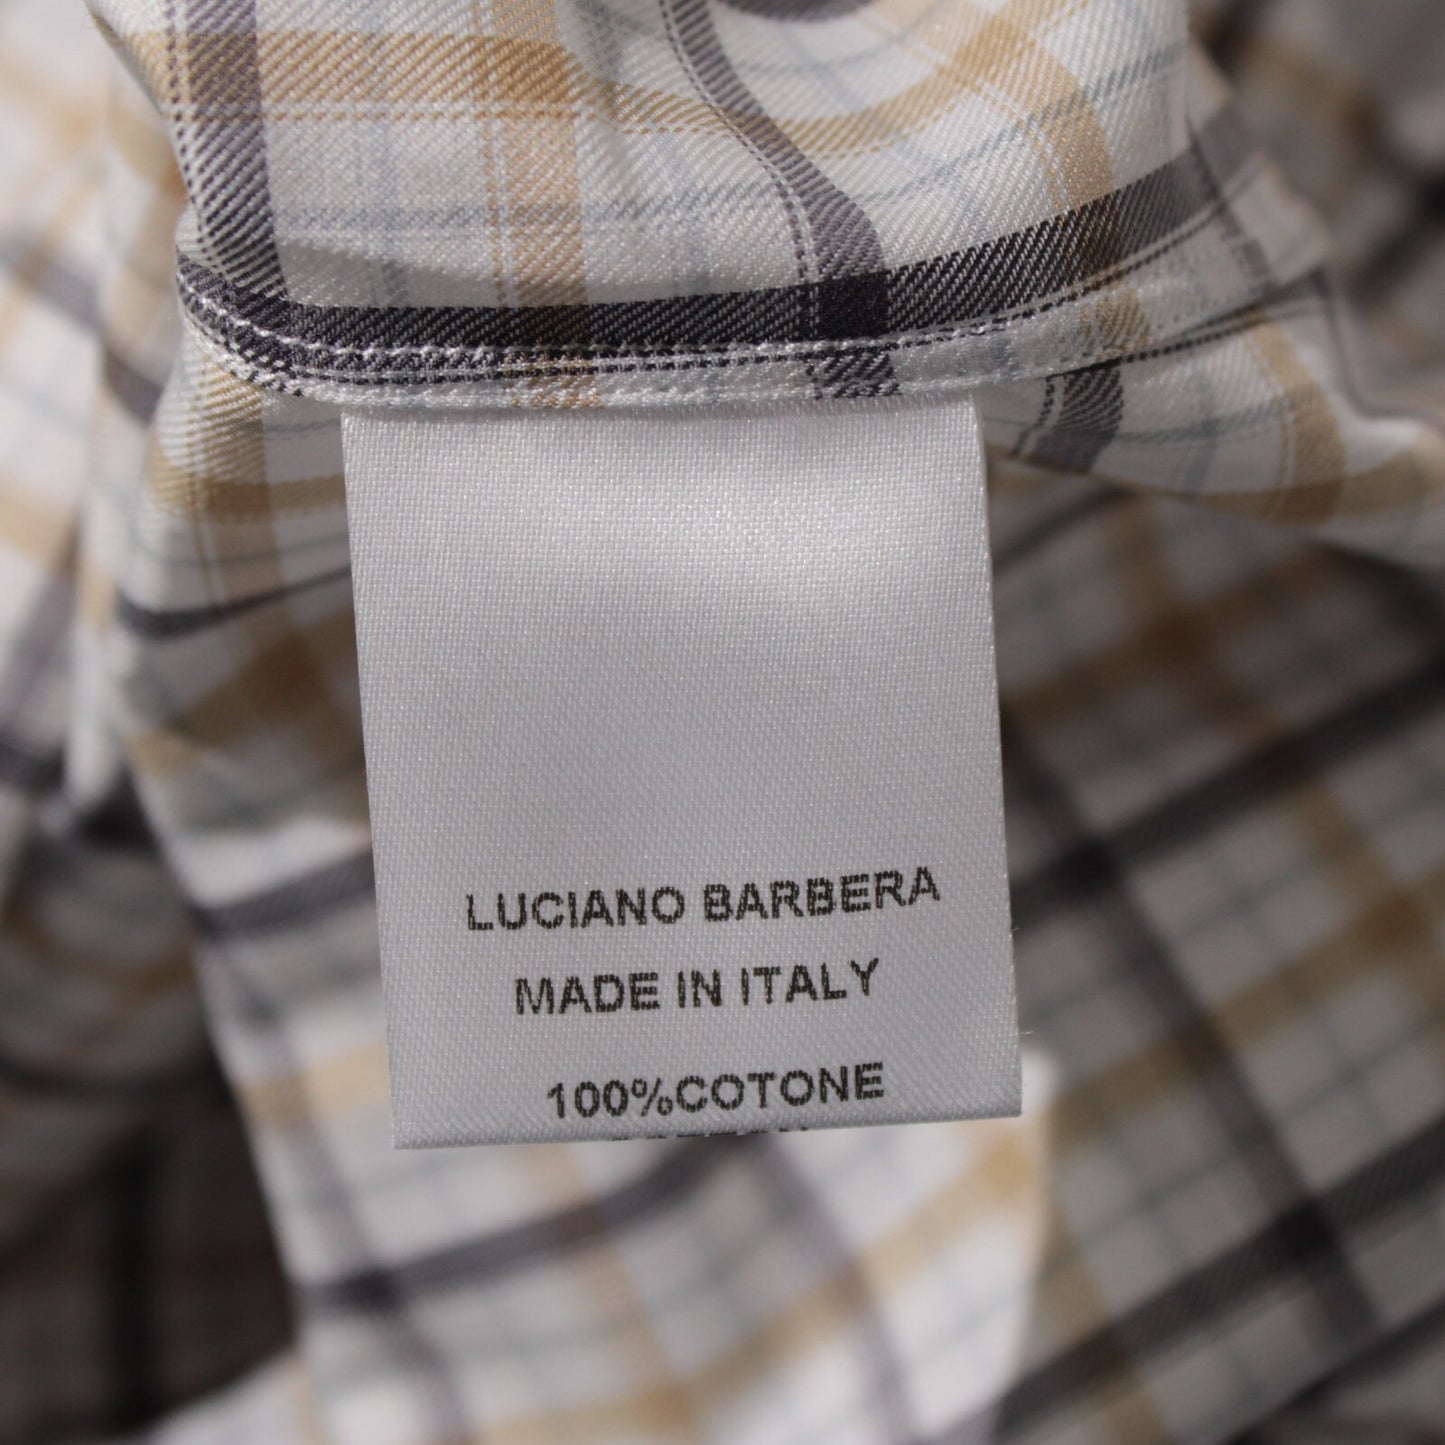 LUCIANO BARBERA
MADE IN ITALY
100%COTONE